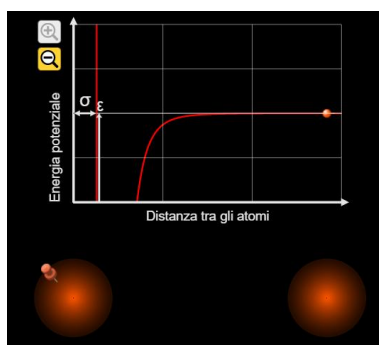 σ
ε
Energia potenziale
Distanza tra gli atomi